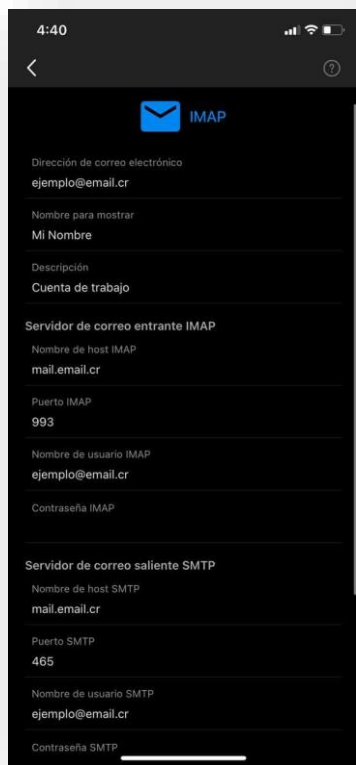 4:40
IMAP
Dirección de correo electrónico
ejemplo@email.cr
Nombre para mostrar
Mi Nombre
Descripción
Cuenta de trabajo
Servidor de correo entrante IMAP
Nombre de host IMAP
mail.email.cr
Puerto IMAP
993
Nombre de usuario IMAP
ejemplo@email.cr
Contraseña IMAP
Servidor de correo saliente SMTP
Nombre de host SMTP
mail.email.cr
Puerto SMTP
465
Nombre de usuario SMTP
ejemplo@email.cr
Contraseña SMTP